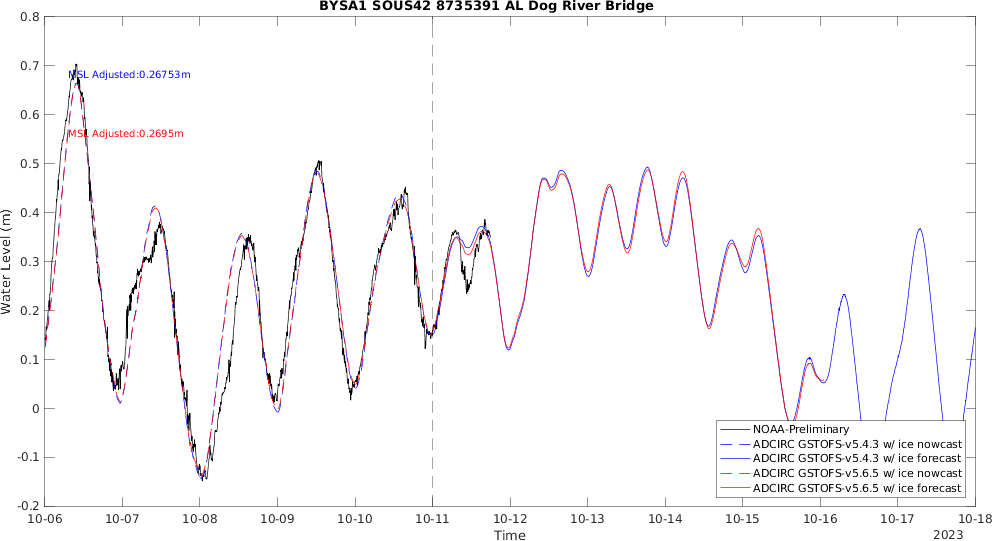 BYSA1 SOUS42 8735391 AL Dog River Bridge
0.8
0.7
0.6
0.5
0.4
0.3
0.2
0.1
0
-0.1
-0.2
Water Level (m)
MSL Adjusted:0.26753m
MSL Adjusted:0.2695m
NOAA-Preliminary
ADCIRC GSTOFS-v5.4.3 w/ ice nowcast
ADCIRC GSTOFS-v5.4.3 w/ ice forecast
ADCIRC GSTOFS-v5.6.5 w/ ice nowcast
ADCIRC GSTOFS-v5.6.5 w/ ice forecast
10-06 10-07 10-08 10-09 10-10 10-11 10-12 10-13 10-14 10-15 10-16 10-17 10-18
Time
2023